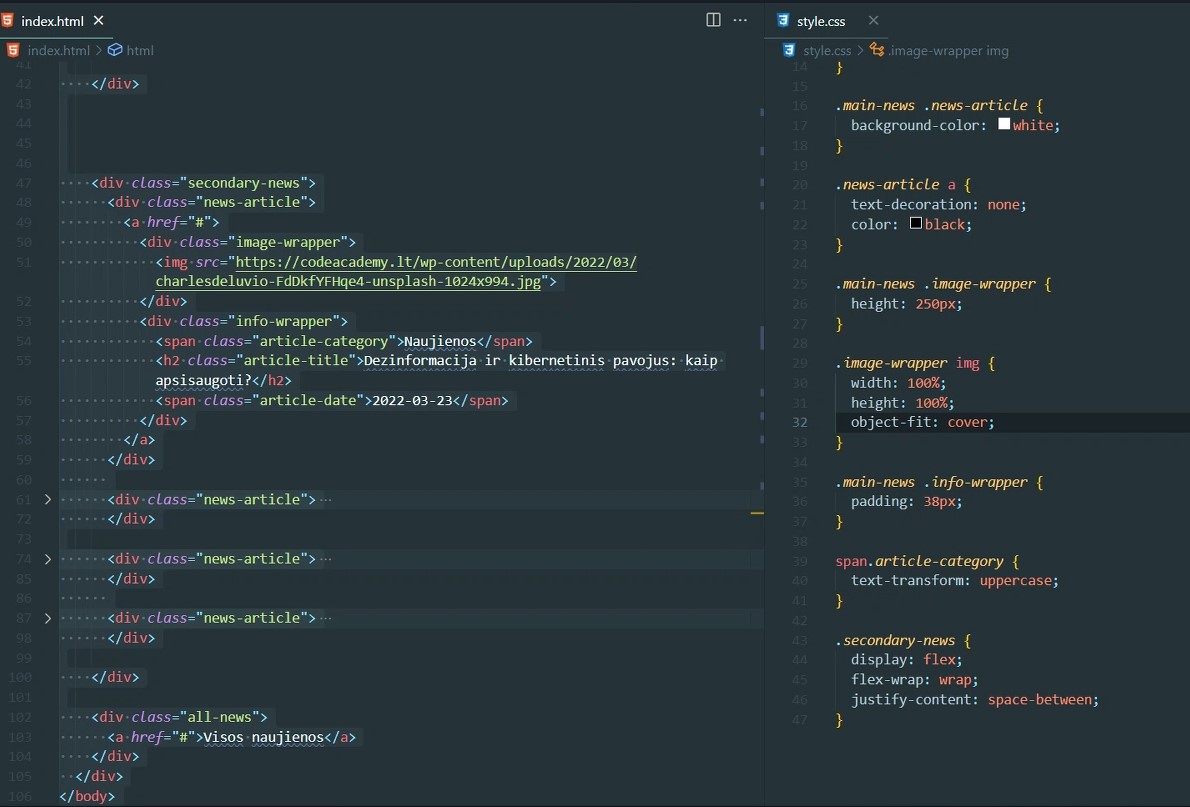 index.html
index.html > html
41
42 </div>
43
44
45
46
47 <div class="secondary-news">
48 <div class="news-article">
49 <a href="#">
50 <div class="image-wrapper">
51 <img src="https://codeacademy.lt/wp-content/uploads/2022/03/
charlesdeluvio-FdDkfYFHqe4-unsplash-1024x994.jpg">
52 </div>
53 <div class="info-wrapper">
54 <span class="article-category">Naujienos</span>
55 <h2 class="article-title">Dezinformacija ir kibernetinis pavojus: kaip
apsisaugoti?</h2>
56 <span class="article-date">2022-03-23</span>
57 </div>
58 </a>
59 </div>
60
61 <div class="news-article">
72 </div>
73
74 <div class="news-article">
85 </div>
86
87 <div class="news-article">
98 </div>
99
100 </div>
101
102 <div class="all-news">
103 <a href="#">Visos naujienos</a>
104 </div>
105 </div>
106 </body>
style.css
style.css > .image-wrapper img
14 }
15
16 .main-news .news-article {
17 background-color: white;
18 }
19
20 .news-article a {
21 text-decoration: none;
22 color: black;
23 }
24
25 .main-news .image-wrapper {
26 height: 250px;
27 }
28
29 .image-wrapper img {
30 width: 100%;
31 height: 100%;
32 object-fit: cover;
33 }
34
35 .main-news .info-wrapper {
36 padding: 38px;
37 }
38
39 span.article-category {
40 text-transform: uppercase;
41 }
42
43 .secondary-news {
44 display: flex;
45 flex-wrap: wrap;
46 justify-content: space-between;
47 }